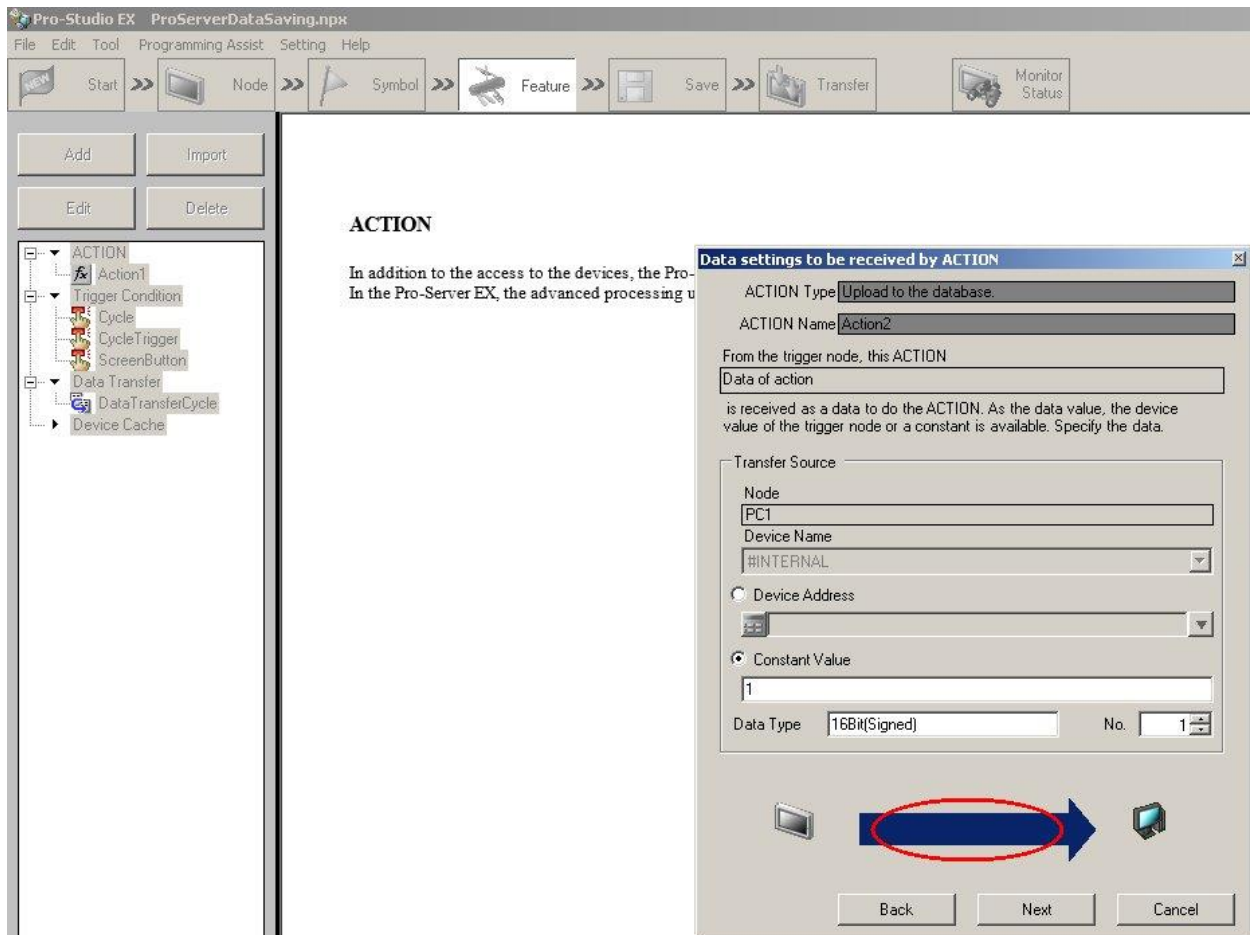 Pro-Studio EX ProServerDataSaving.npx
File Edit Tool Programming Assist Setting Help
NEW Start Node Symbol Feature Save Transfer Monitor Status
Add Import
Edit Delete
ACTION
Action1
Trigger Condition
Cycle
CycleTrigger
ScreenButton
Data Transfer
DataTransferCycle
Device Cache
ACTION
In addition to the access to the devices, the Pro-
In the Pro-Server EX, the advanced processing u
Data settings to be received by ACTION
ACTION Type Upload to the database.
ACTION Name Action2
From the trigger node, this ACTION
Data of action
is received as a data to do the ACTION. As the data value, the device
value of the trigger node or a constant is available. Specify the data.
Transfer Source
Node
PC1
Device Name
#INTERNAL
Device Address
Constant Value
1
Data Type 16Bit(Signed) No. 1
Back Next Cancel